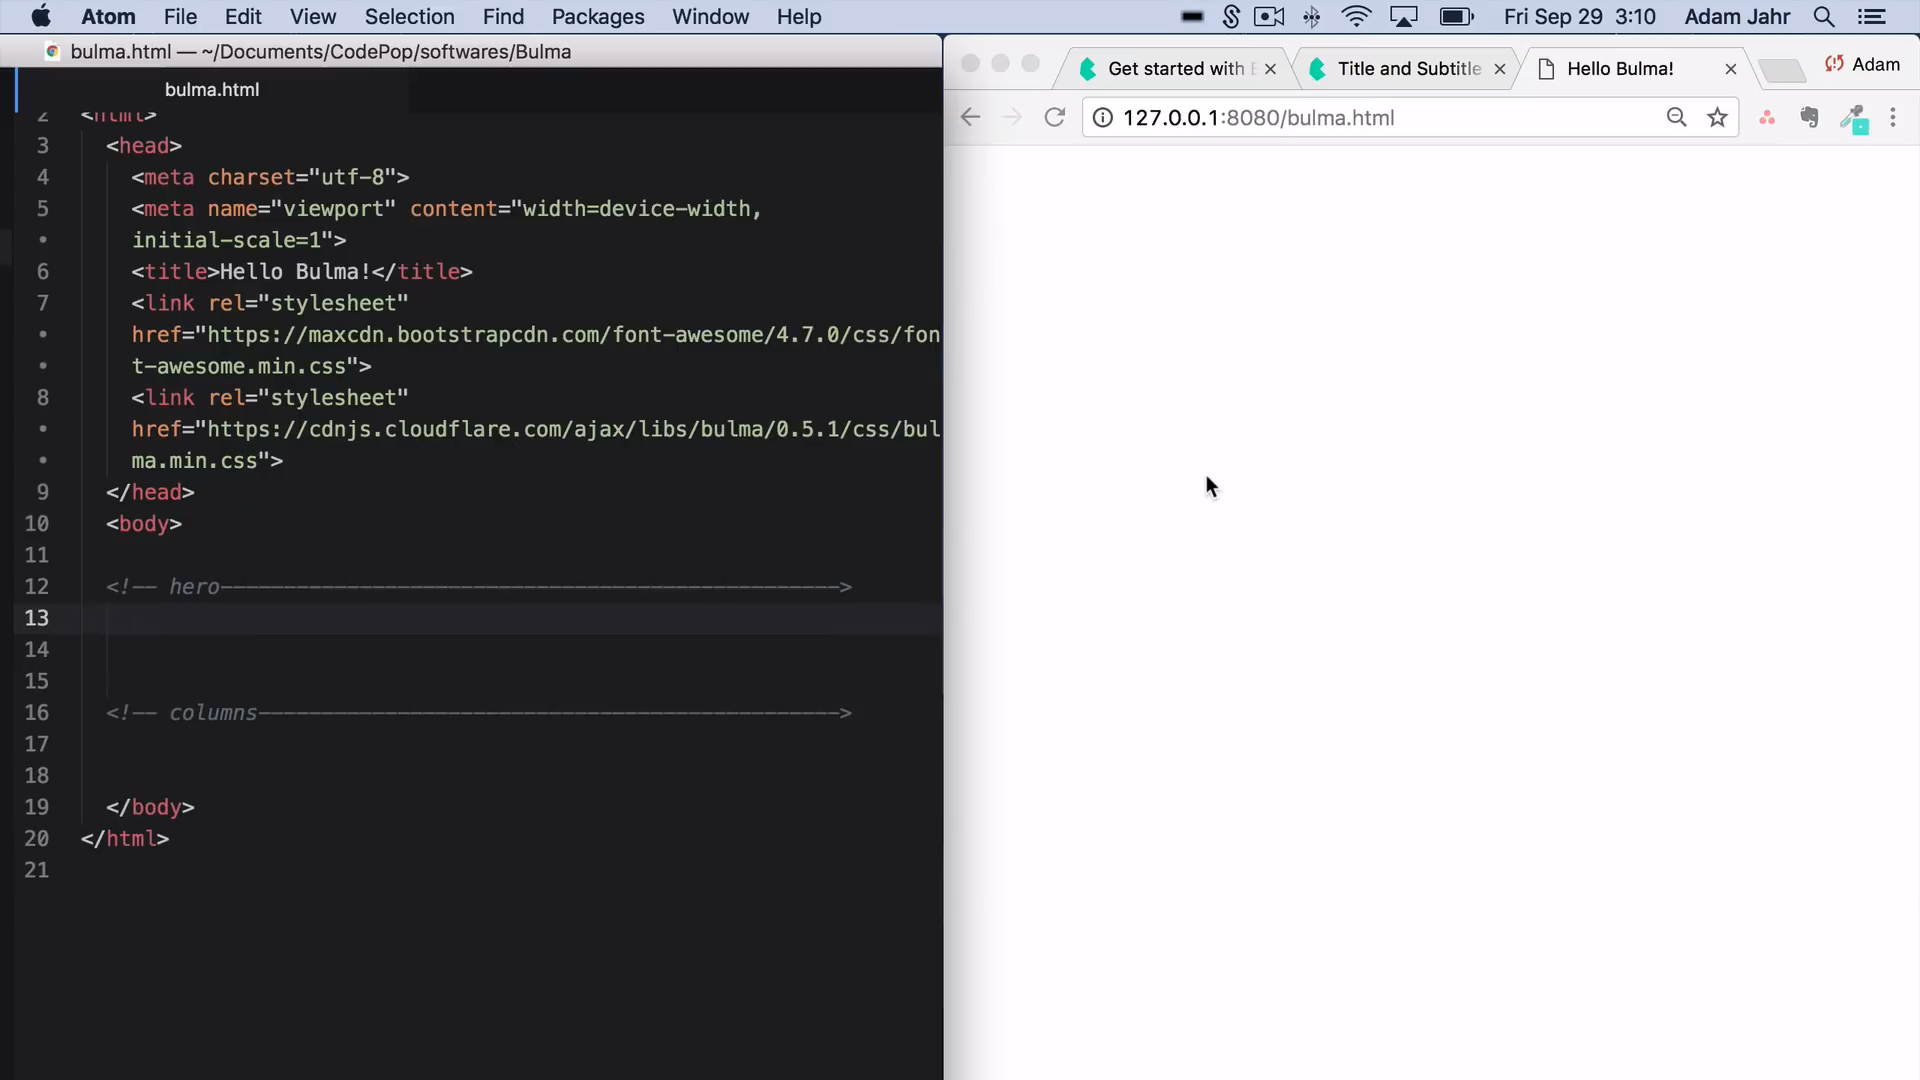 Atom File Edit View Selection Find Packages Window Help Fri Sep 29 3:10 Adam Jahr
bulma.html — ~/Documents/CodePop/softwares/Bulma
bulma.html
2 <html>
3 <head>
4 <meta charset="utf-8">
5 <meta name="viewport" content="width=device-width,
• initial-scale=1">
6 <title>Hello Bulma!</title>
7 <link rel="stylesheet"
• href="https://maxcdn.bootstrapcdn.com/font-awesome/4.7.0/css/fon
• t-awesome.min.css">
8 <link rel="stylesheet"
• href="https://cdnjs.cloudflare.com/ajax/libs/bulma/0.5.1/css/bul
• ma.min.css">
9 </head>
10 <body>
11
12 <!-- hero------------------------------------------------->
13
14
15
16 <!-- columns---------------------------------------------->
17
18
19 </body>
20 </html>
21
Get started with Title and Subtitle Hello Bulma! Adam
127.0.0.1:8080/bulma.html